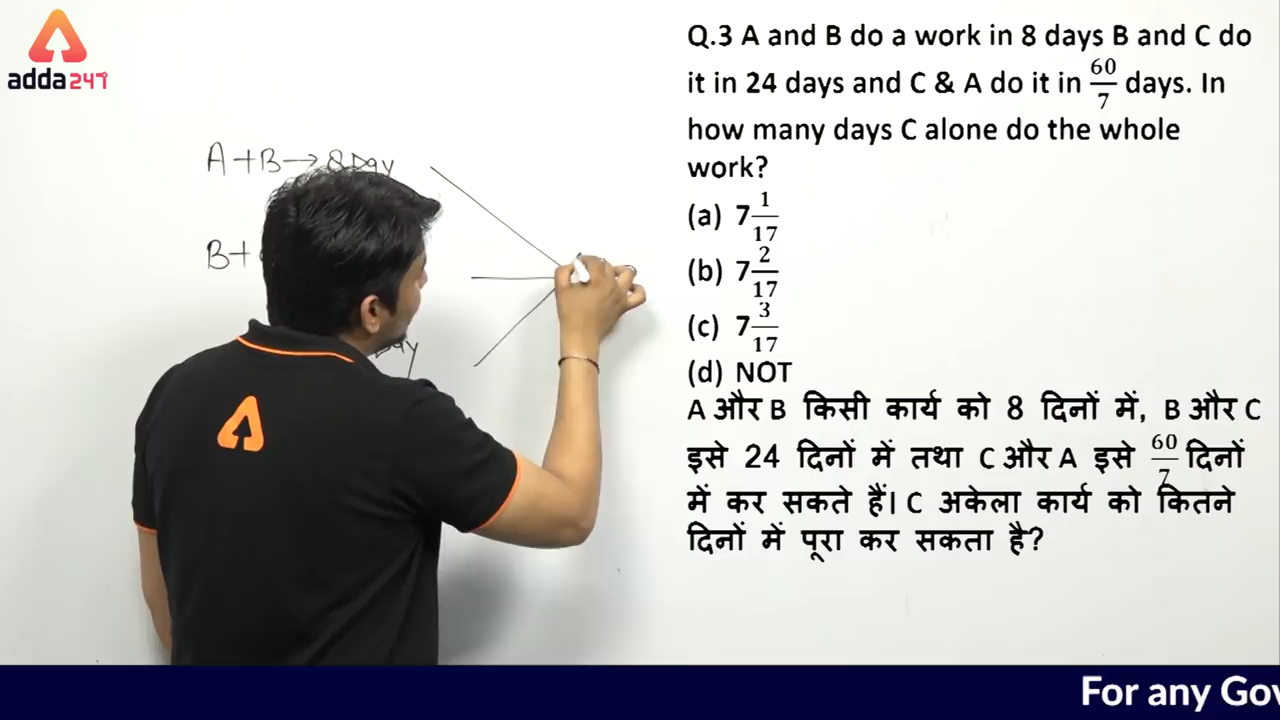 adda247
A + B → 8 Day
B +
Day
Q.3 A and B do a work in 8 days B and C do
it in 24 days and C & A do it in 60/7 days. In
how many days C alone do the whole
work?
(a) 7 1/17
(b) 7 2/17
(c) 7 3/17
(d) NOT
A और B किसी कार्य को 8 दिनों में, B और C
इसे 24 दिनों में तथा C और A इसे 60/7 दिनों
में कर सकते हैं। C अकेला कार्य को कितने
दिनों में पूरा कर सकता है?
For any Gov